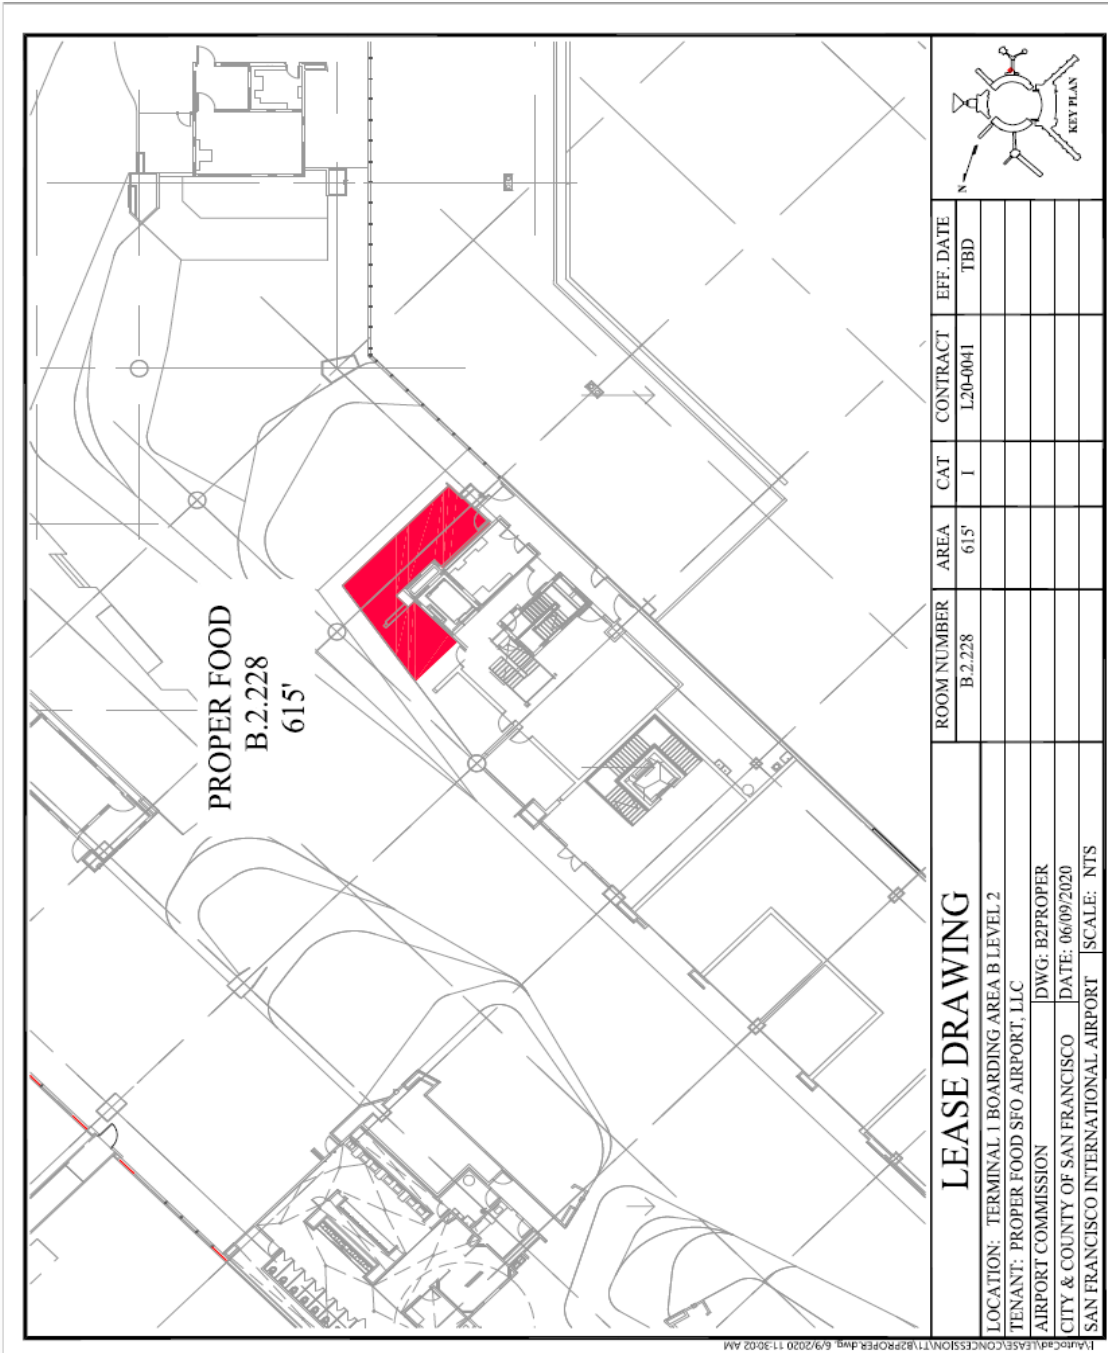 PROPER FOOD
B.2.228
615'
LEASE DRAWING
LOCATION: TERMINAL 1 BOARDING AREA B LEVEL 2
TENANT: PROPER FOOD SFO AIRPORT, LLC
AIRPORT COMMISSION DWG: B2PROPER
CITY & COUNTY OF SAN FRANCISCO DATE: 06/09/2020
SAN FRANCISCO INTERNATIONAL AIRPORT SCALE: NTS
ROOM NUMBER AREA CAT CONTRACT EFF. DATE
B.2.228 615' I L20-0041 TBD
N
KEY PLAN
I:\AutoCad\LEASE\CONCESSION\T1\B2PROPER.dwg, 6/9/2020 11:30:02 AM